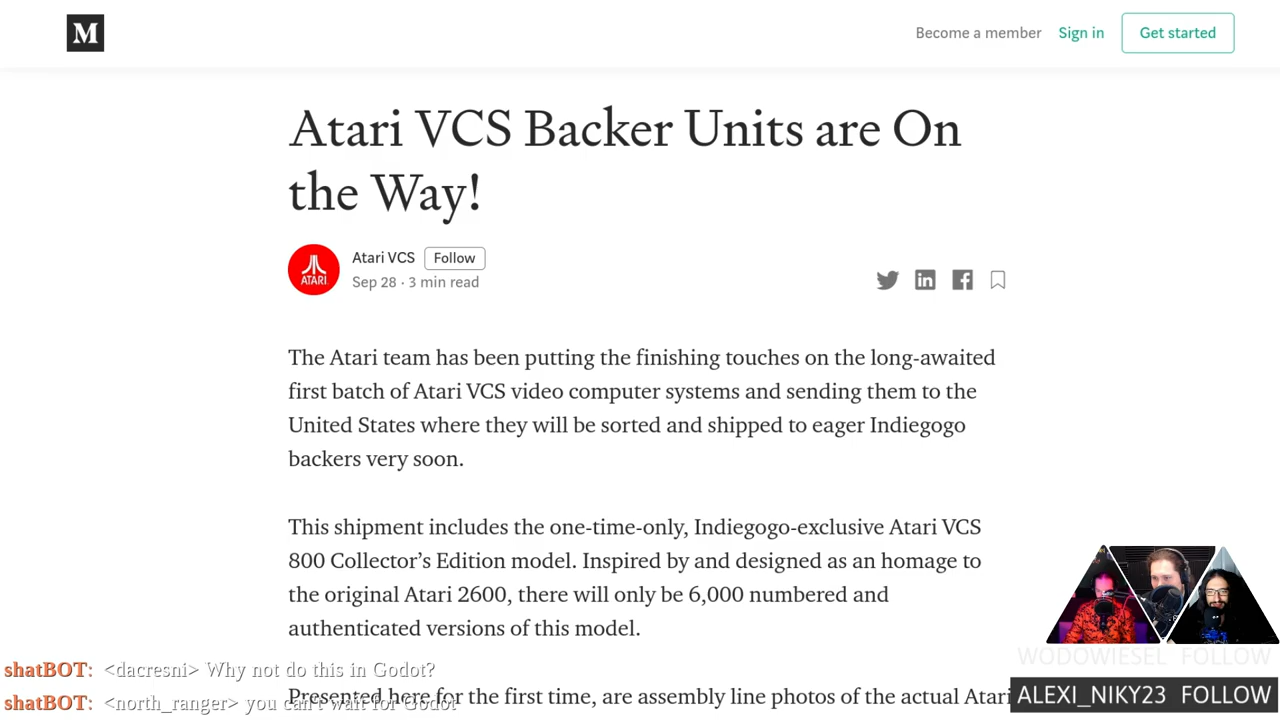 M
Become a member Sign in Get started
Atari VCS Backer Units are On
the Way!
ATARI
Atari VCS Follow
Sep 28 · 3 min read
The Atari team has been putting the finishing touches on the long-awaited
first batch of Atari VCS video computer systems and sending them to the
United States where they will be sorted and shipped to eager Indiegogo
backers very soon.
This shipment includes the one-time-only, Indiegogo-exclusive Atari VCS
800 Collector’s Edition model. Inspired by and designed as an homage to
the original Atari 2600, there will only be 6,000 numbered and
authenticated versions of this model.
Presented here for the first time, are assembly line photos of the actual Atari
shatBOT: <dacresni> Why not do this in Godot?
shatBOT: <north_ranger> you can't wait for Godot
WODOWIESEL FOLLOW
ALEXI_NIKY23 FOLLOW